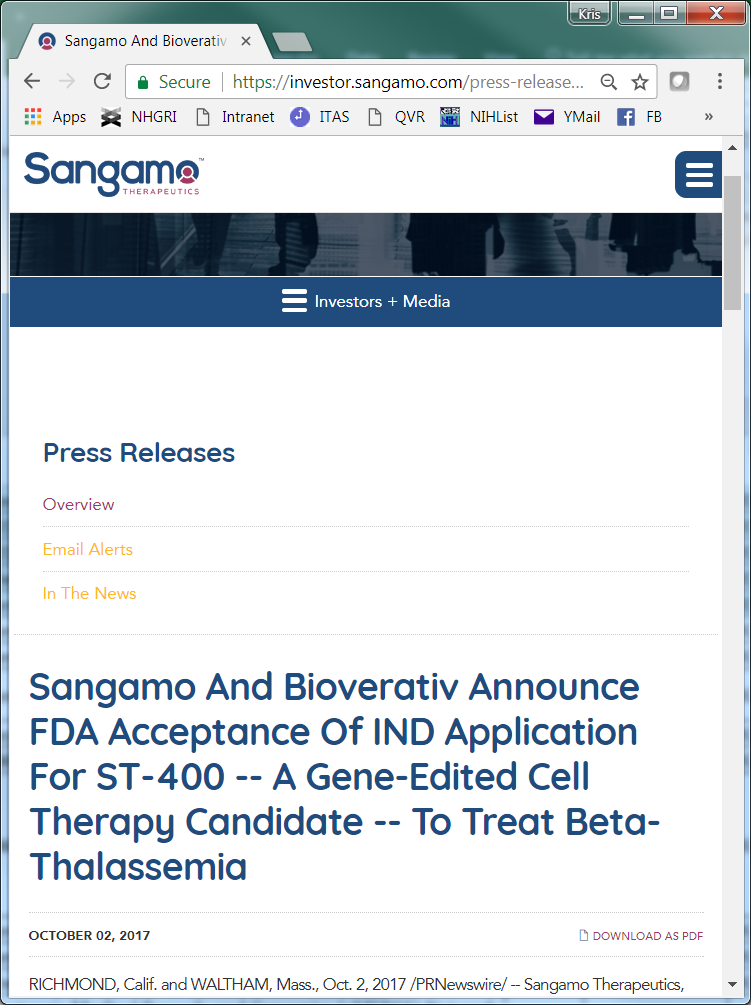 Kris
Sangamo And Bioverativ
Secure https://investor.sangamo.com/press-release...
Apps NHGRI Intranet ITAS QVR NIHList YMail FB »
Sangamo™
THERAPEUTICS
Investors + Media
Press Releases
Overview
Email Alerts
In The News
Sangamo And Bioverativ Announce
FDA Acceptance Of IND Application
For ST-400 -- A Gene-Edited Cell
Therapy Candidate -- To Treat Beta-
Thalassemia
OCTOBER 02, 2017 DOWNLOAD AS PDF
RICHMOND, Calif. and WALTHAM, Mass., Oct. 2, 2017 /PRNewswire/ -- Sangamo Therapeutics,